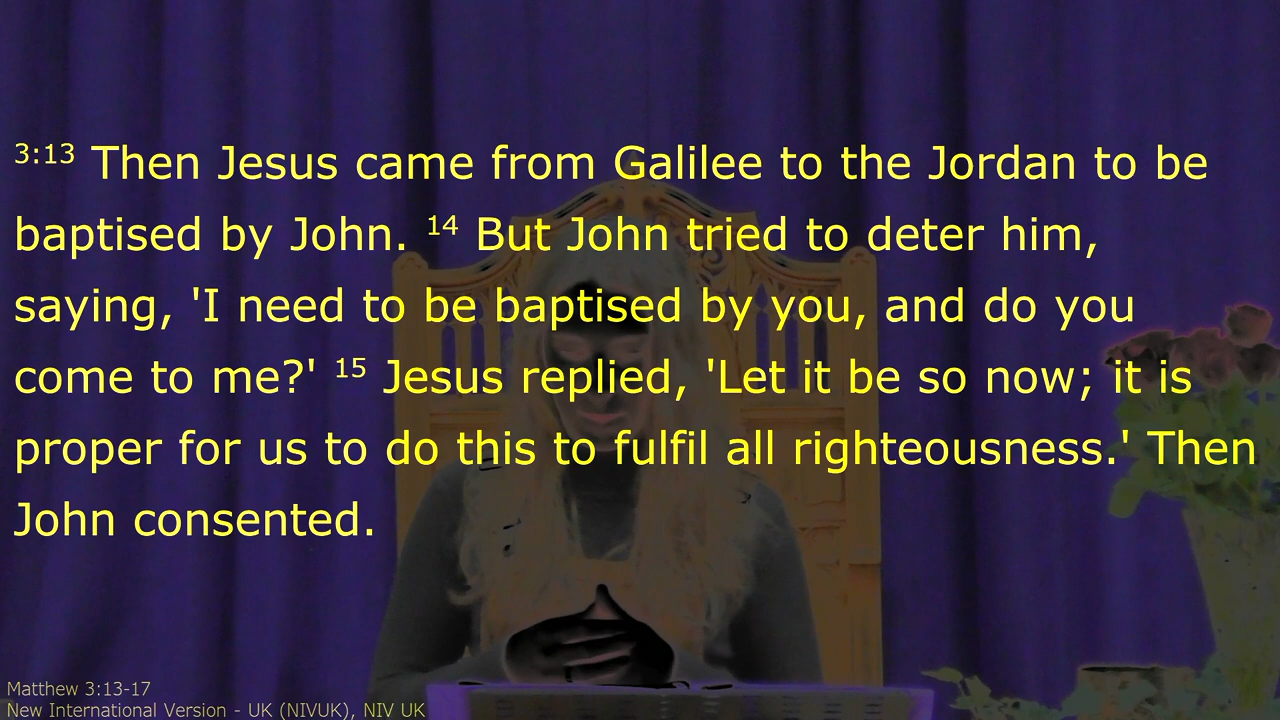 3:13 Then Jesus came from Galilee to the Jordan to be
baptised by John. 14 But John tried to deter him,
saying, 'I need to be baptised by you, and do you
come to me?' 15 Jesus replied, 'Let it be so now; it is
proper for us to do this to fulfil all righteousness.' Then
John consented.
Matthew 3:13-17
New International Version - UK (NIVUK), NIV UK